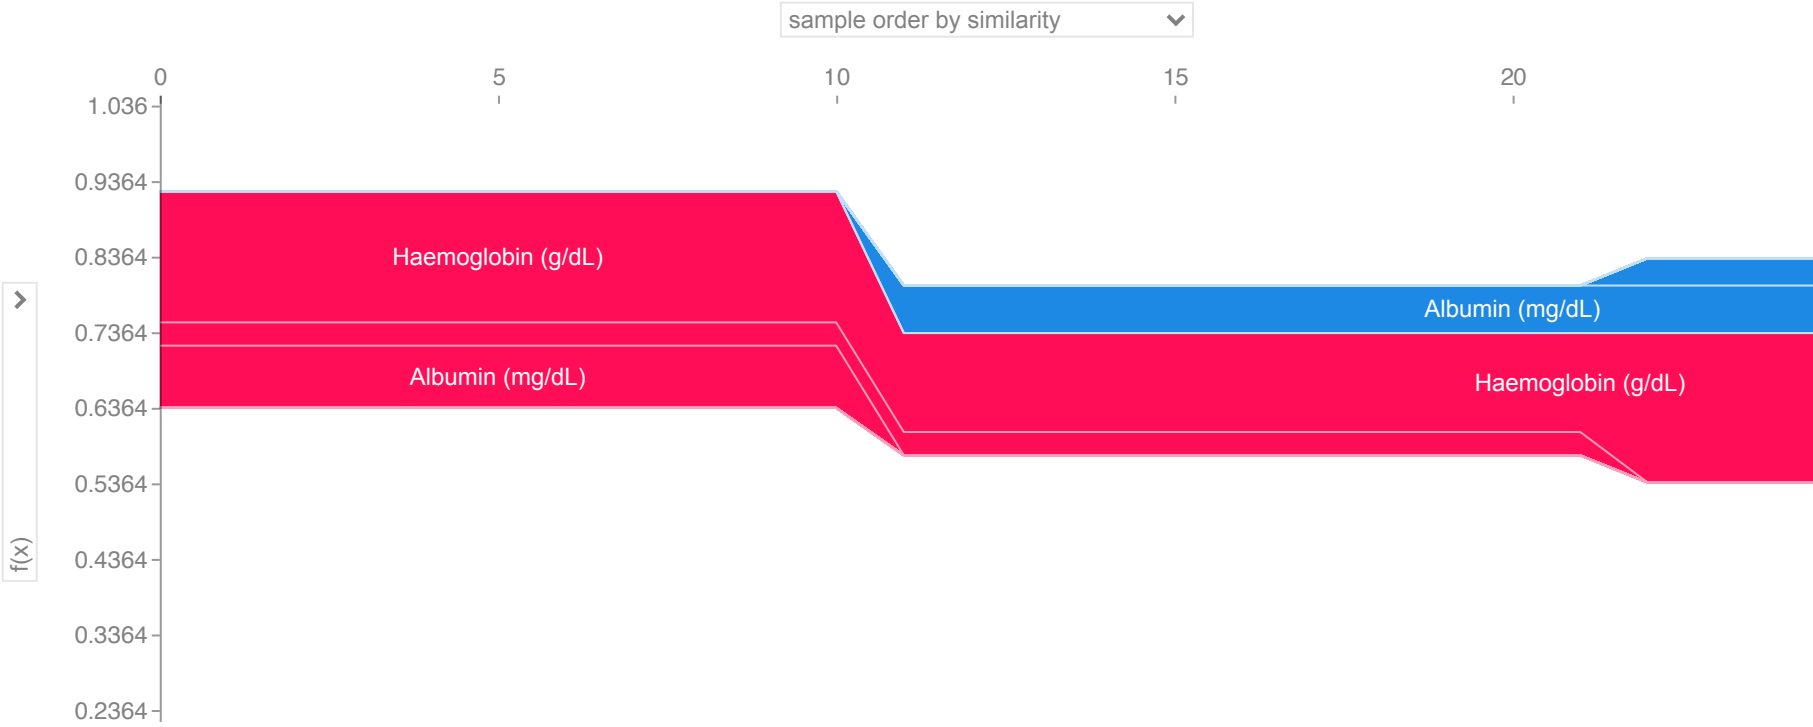 sample order by similarity
0 5 10 15 20
1.036
0.9364
0.8364
0.7364
0.6364
0.5364
0.4364
0.3364
0.2364
f(x)
Haemoglobin (g/dL)
Albumin (mg/dL)
Albumin (mg/dL)
Haemoglobin (g/dL)